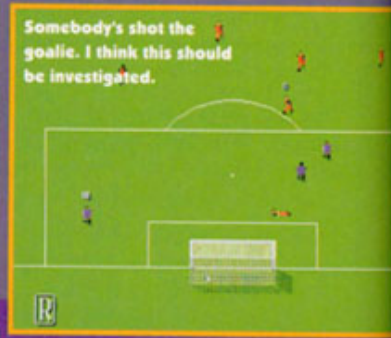 Somebody's shot the
goalie. I think this should
be investigated.
R